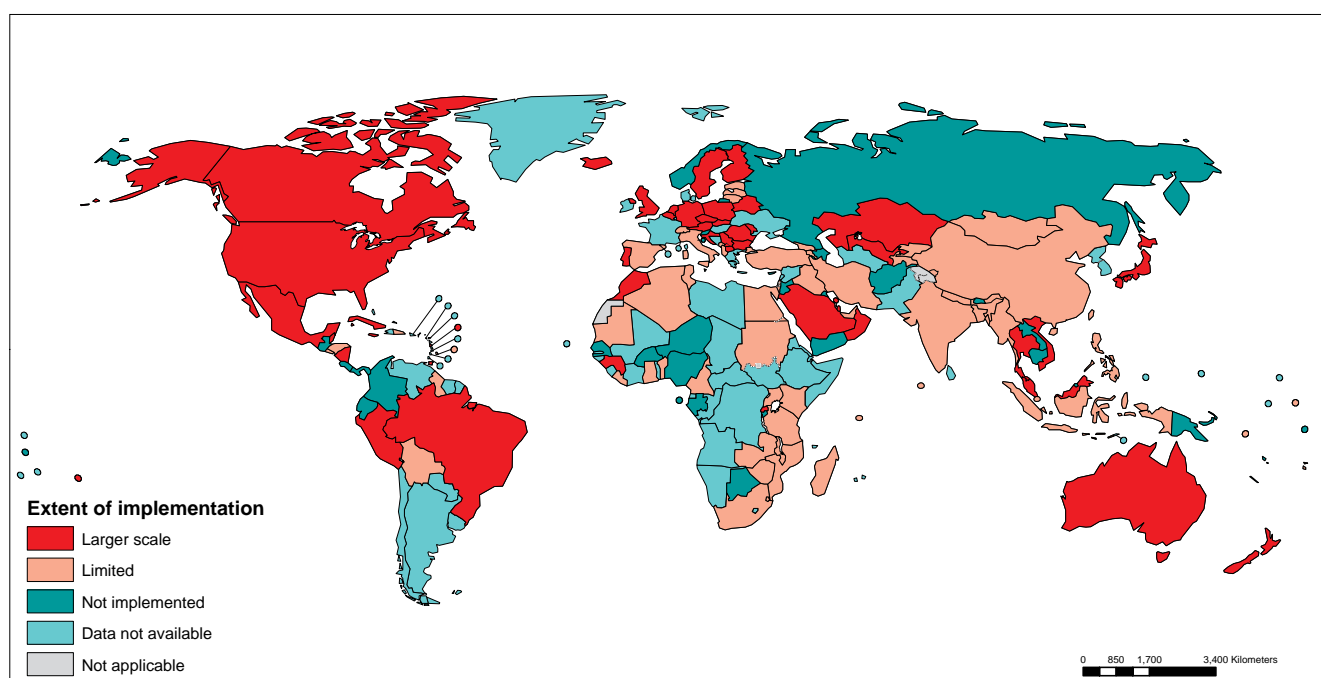 Extent of implementation
Larger scale
Limited
Not implemented
Data not available
Not applicable
0 850 1,700 3,400 Kilometers